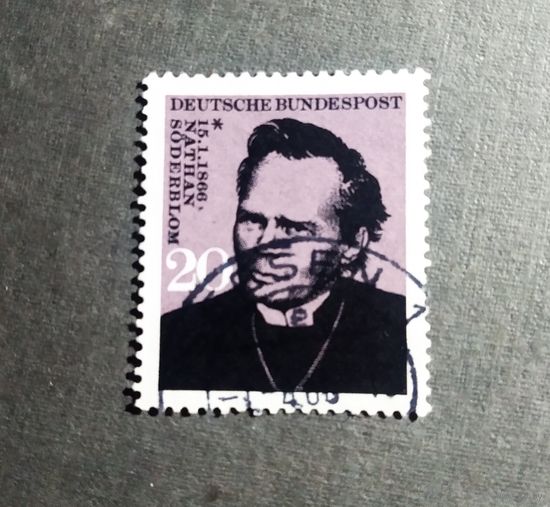 DEUTSCHE BUNDESPOST
* 15.1.1866,
NATHAN
SÖDERBLOM
20